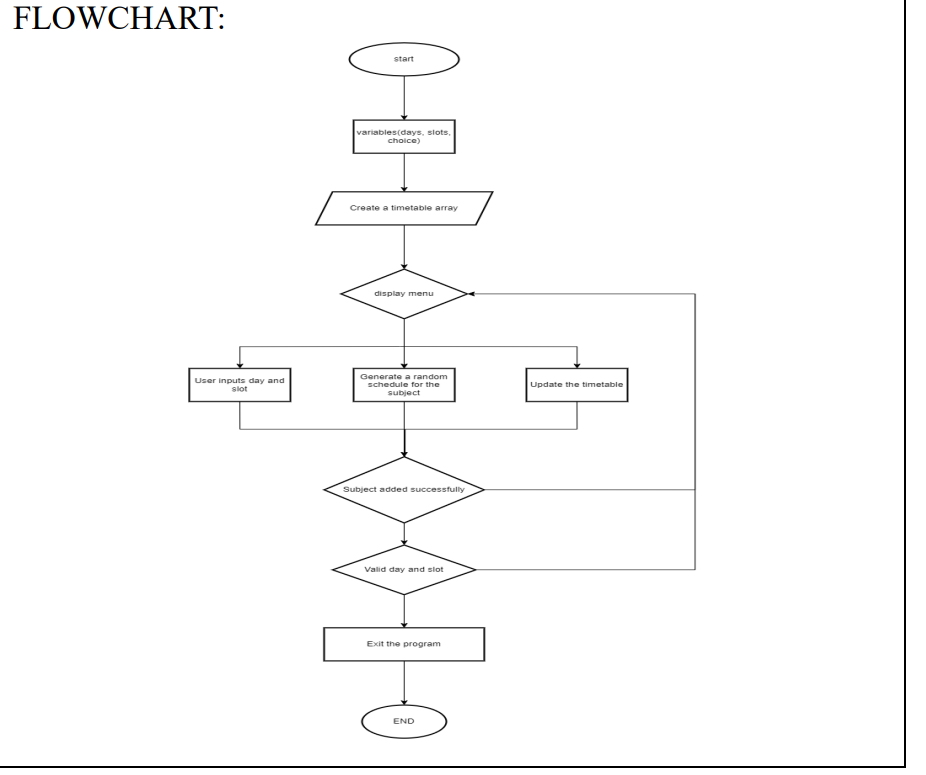 FLOWCHART:
start
variables(days, slots,
choice)
Create a timetable array
display menu
User inputs day and
slot
Generate a random
schedule for the
subject
Update the timetable
Subject added successfully
Valid day and slot
Exit the program
END